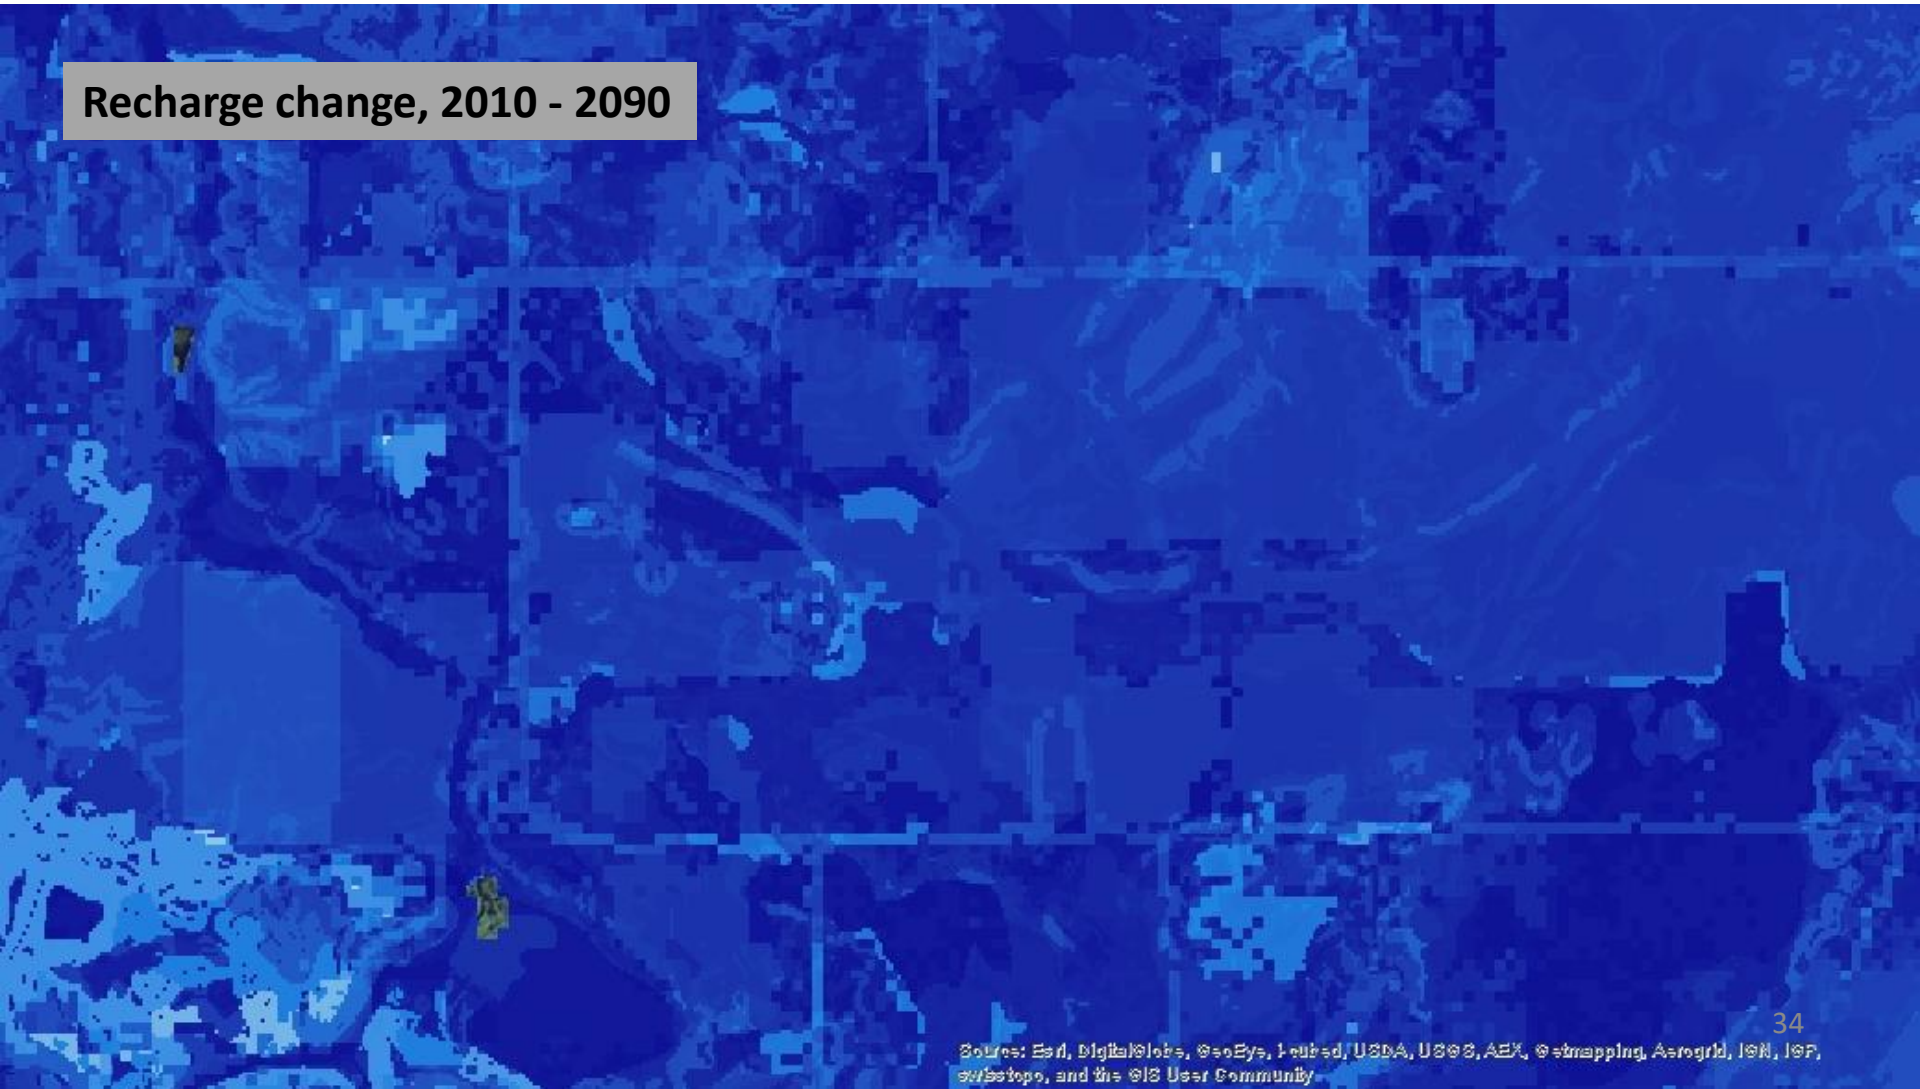 Recharge change, 2010 - 2090
34
Source: Esri, DigitalGlobe, GeoEye, i-cubed, USDA, USGS, AEX, Getmapping, Aerogrid, IGN, IGP,
swisstopo, and the GIS User Community